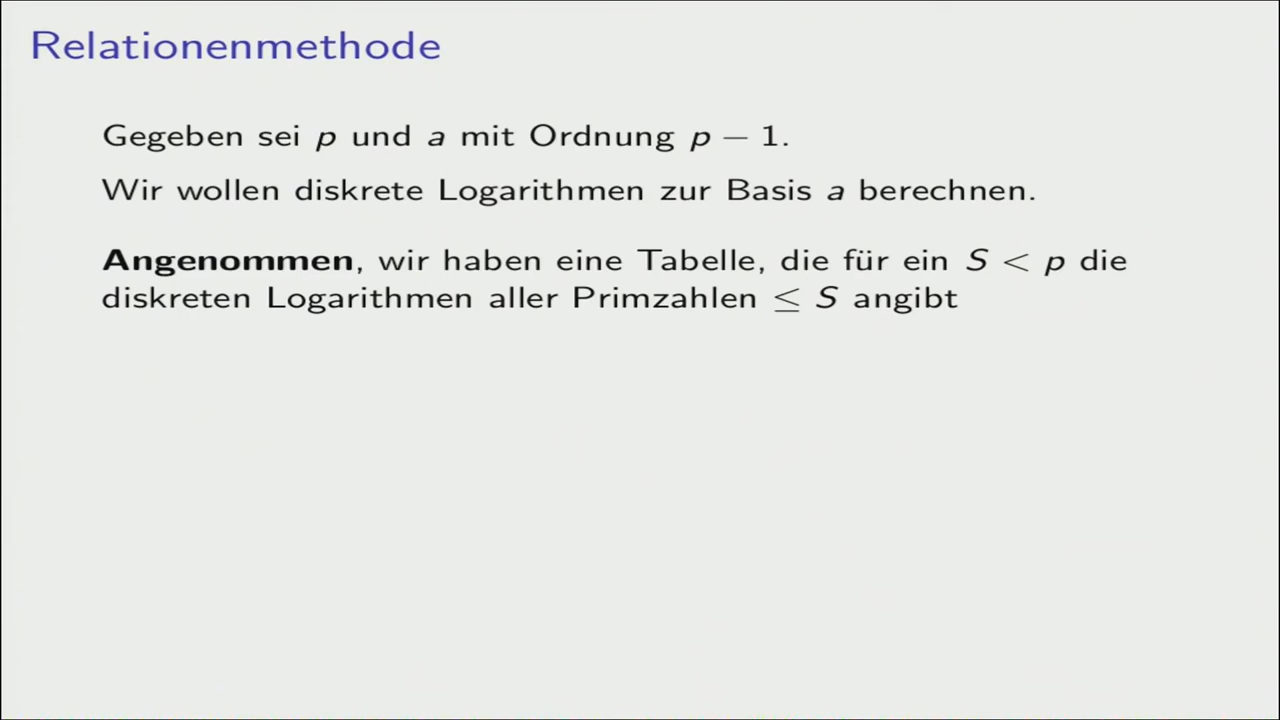 Relationenmethode
Gegeben sei p und a mit Ordnung p − 1.
Wir wollen diskrete Logarithmen zur Basis a berechnen.
Angenommen, wir haben eine Tabelle, die für ein S < p die
diskreten Logarithmen aller Primzahlen ≤ S angibt